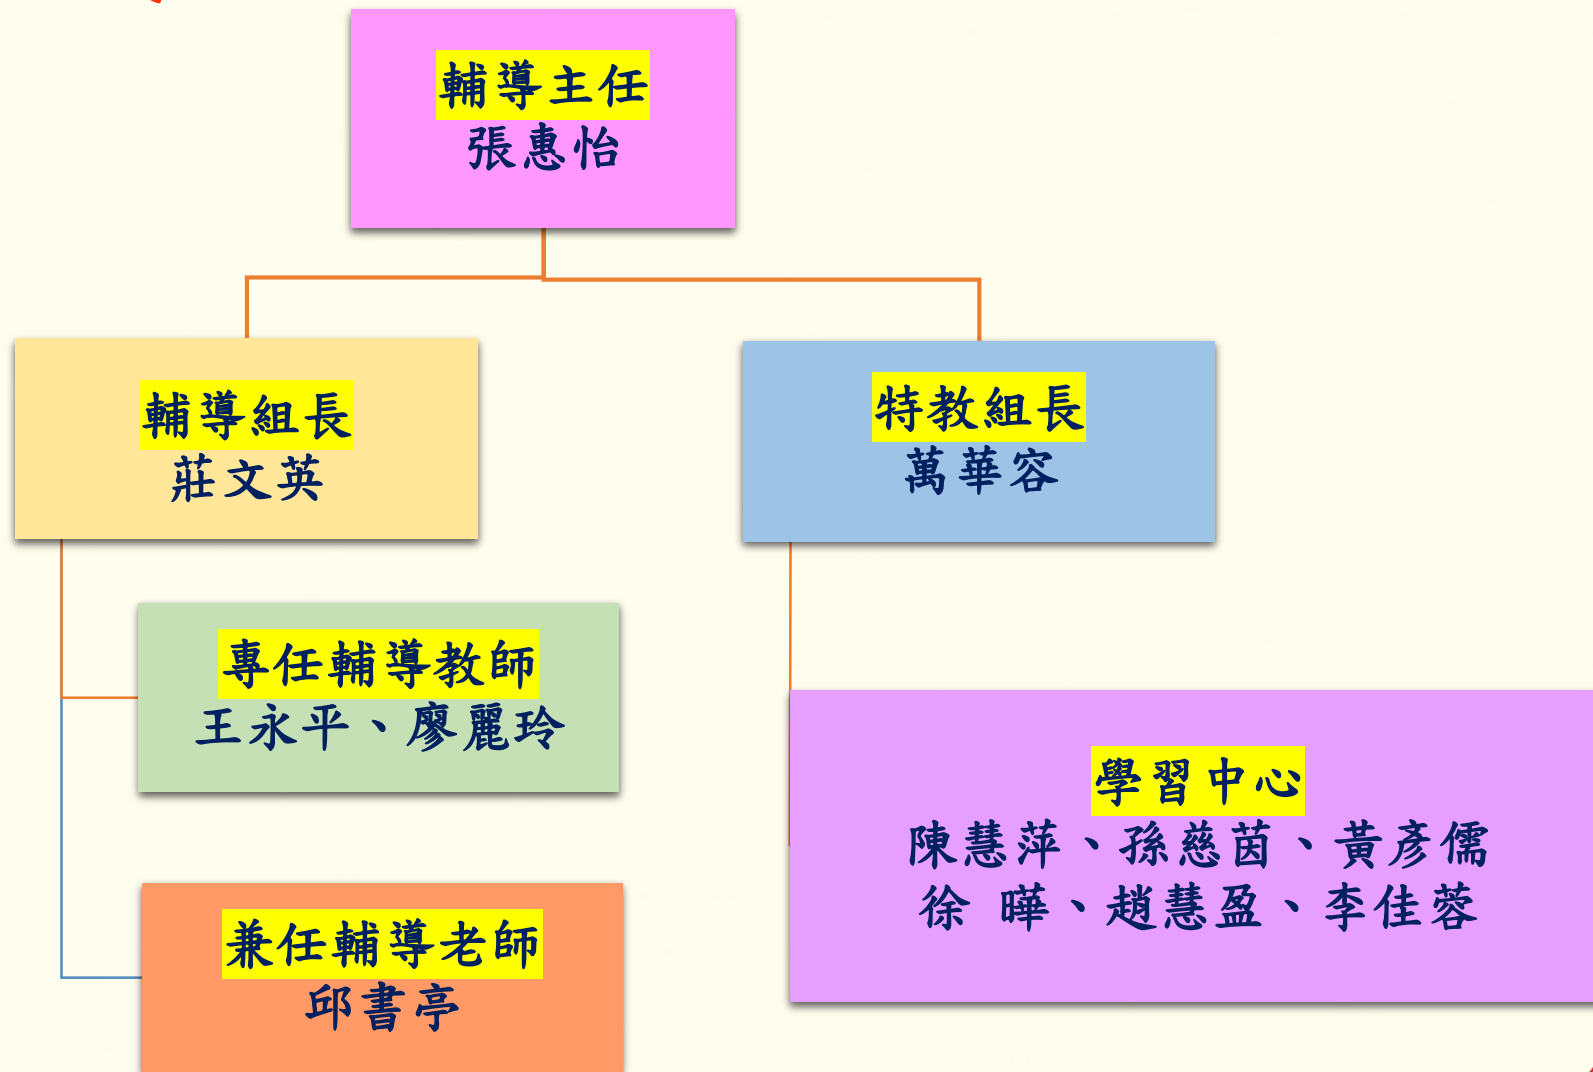 輔導主任
張惠怡
輔導組長
莊文英
特教組長
萬華容
專任輔導教師
王永平、廖麗玲
學習中心
陳慧萍、孫慈茵、黃彥儒
徐 曄、趙慧盈、李佳蓉
兼任輔導老師
邱書亭